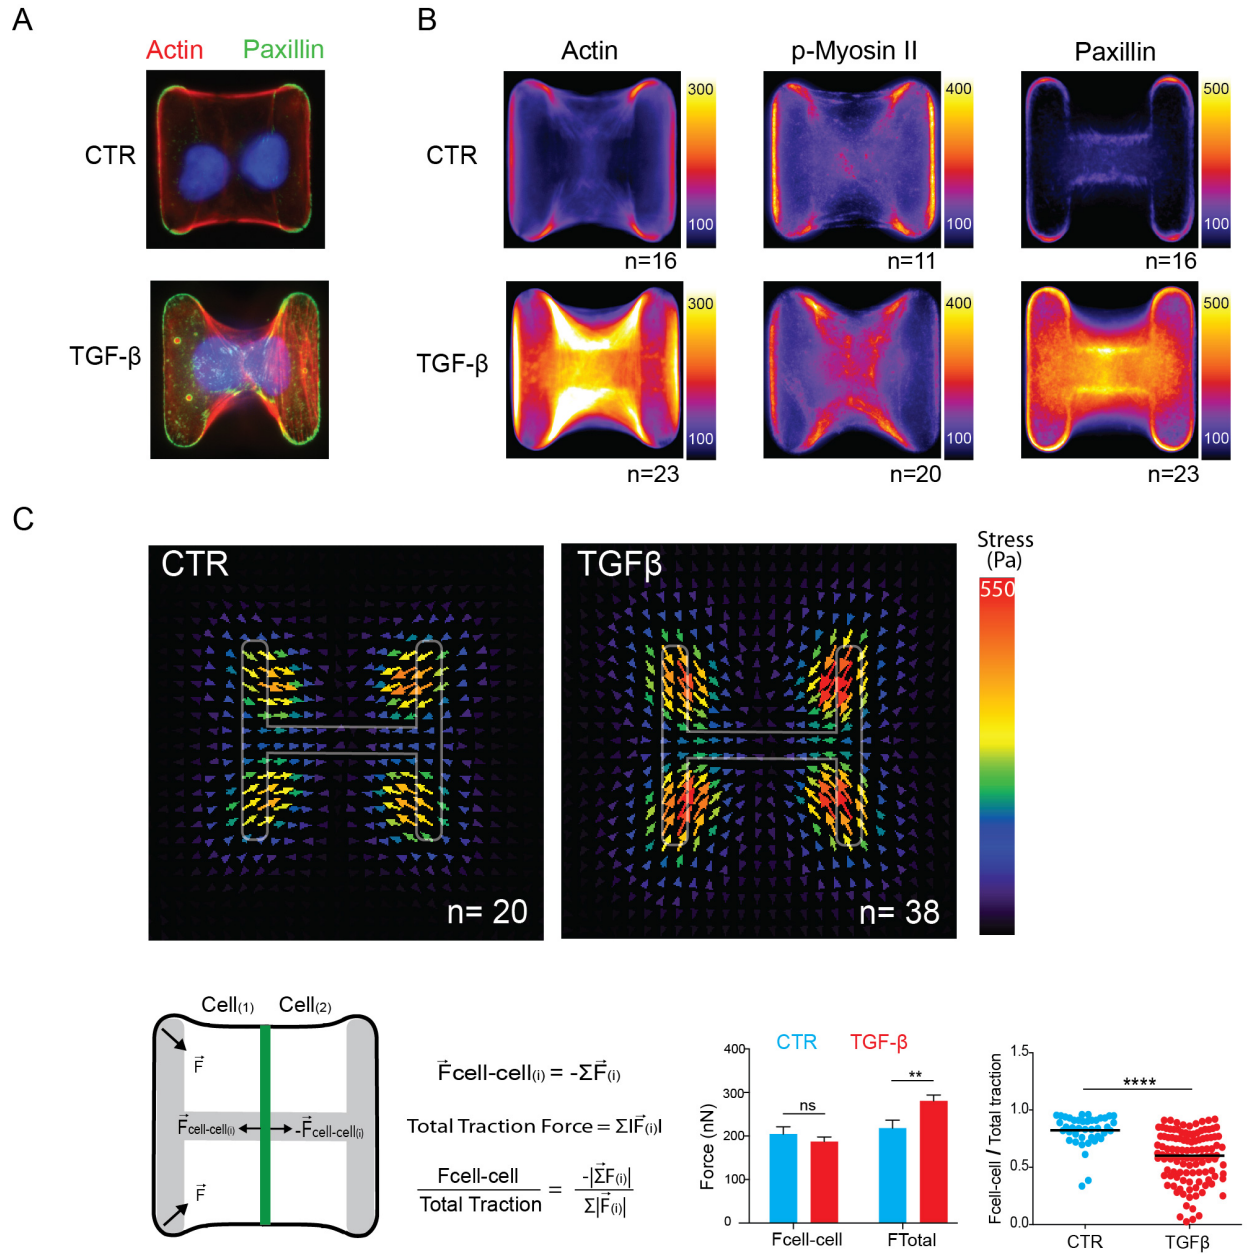 A
B
Actin Paxillin
Actin p-Myosin II Paxillin
CTR
CTR
300
100
400
100
500
100
n=16 n=11 n=16
TGF-β
TGF-β
300
100
400
100
500
100
n=23 n=20 n=23
C
CTR
n= 20
TGFβ
n= 38
Stress
(Pa)
550
Cell(1) Cell(2)
F
Fcell-cell(i) -Fcell-cell(i)
F
Fcell-cell(i) = -ΣF(i)
Total Traction Force = ΣIF(i)I
Fcell-cell
Total Traction
=
-|ΣF(i)|
Σ|F(i)|
CTR TGF-β
Force (nN)
400
300
200
100
0
ns
**
Fcell-cell FTotal
Fcell-cell / Total traction
1.5
1.0
0.5
0.0
****
CTR TGFβ